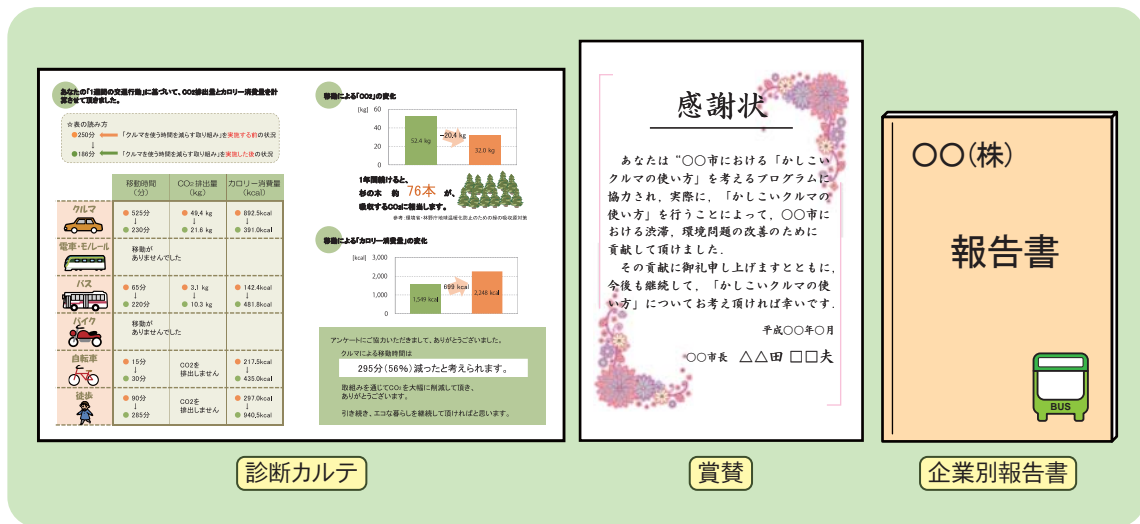 あなたの「1週間の交通行動」に基づいて、CO2排出量とカロリー消費量を計
算させて頂きました。
☆表の読み方
250分 「クルマを使う時間を減らす取り組み」を実施する前の状況
↓
186分 「クルマを使う時間を減らす取り組み」を実施した後の状況
移動時間(分) CO2 排出量(kg) カロリー消費量(kcal)
クルマ
525分 49.4 kg 892.5kcal
↓ ↓ ↓
230分 21.6 kg 391.0kcal
電車・モノレール
移動が
ありませんでした
バス
65分 3.1 kg 142.4kcal
↓ ↓ ↓
220分 10.3 kg 481.8kcal
バイク
移動が
ありませんでした
自転車
15分 CO2を 217.5kcal
↓ 排出しません ↓
30分 435.0kcal
徒歩
90分 CO2を 297.0kcal
↓ 排出しません ↓
285分 940.5kcal
移動による「CO2」の変化
[kg]
60
40
20
0
52.4 kg
-20.4 kg
32.0 kg
1年間続けると、
杉の木 約 76本 が、
吸収するCO2に相当します。
移動による「カロリー消費量」の変化
[kcal]
3,000
2,000
1,000
0
1,549 kcal
699 kcal
2,248 kcal
アンケートにご協力いただきまして、ありがとうございました。
クルマによる移動時間は
295分(56%)減ったと考えられます。
取組みを通じてCO2を大幅に削減して頂き、
ありがとうございます。
引き続き、エコな暮らしを継続して頂ければと思います。
診断カルテ
感謝状
あなたは“○○市における「かしこい
クルマの使い方」を考えるプログラムに
協力され、実際に、「かしこいクルマの
使い方」を行うことによって、○○市に
おける渋滞、環境問題の改善のために
貢献して頂けました.
その貢献に御礼申し上げますとともに,
今後も継続して、「かしこいクルマの使
い方」についてお考え頂ければ幸いです.
平成○○年○月
○○市長 △△田 □□夫
賞賛
○○(株)
報告書
BUS
企業別報告書